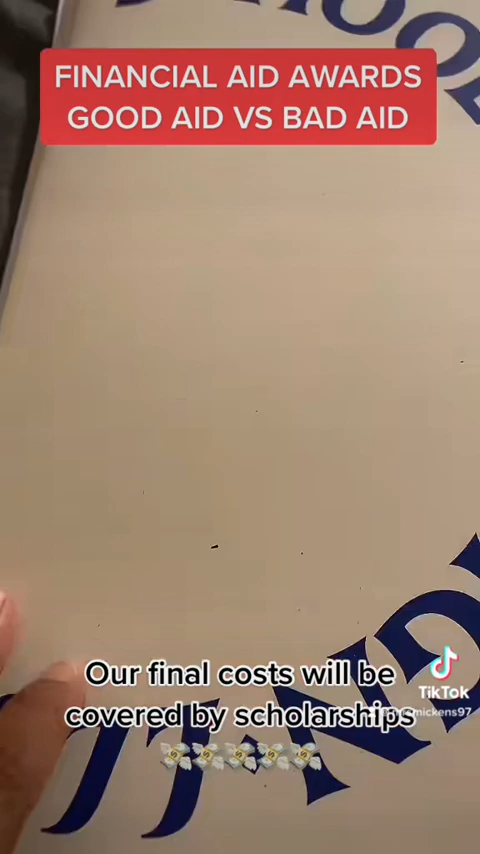 FINANCIAL AID AWARDS
GOOD AID VS BAD AID
Our final costs will be
covered by scholarships
TikTok